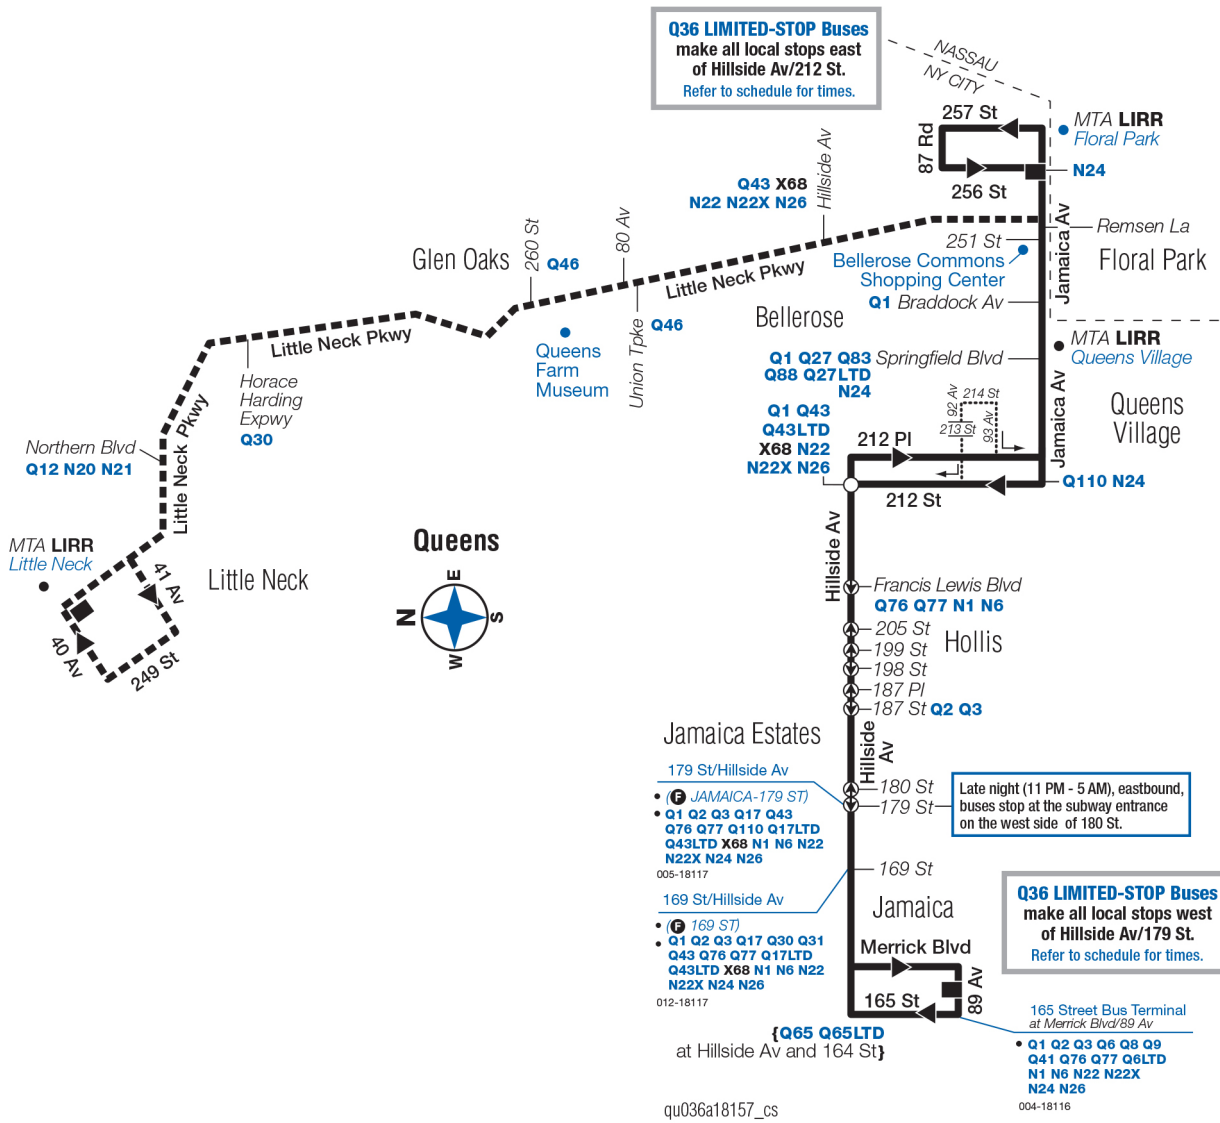 Q36 LIMITED-STOP Buses
make all local stops east
of Hillside Av/212 St.
Refer to schedule for times.
NASSAU
NY CITY
257 St
87 Rd
256 St
MTA LIRR
Floral Park
N24
Hillside Av
Q43 X68
N22 N22X N26
Jamaica Av
Remsen La
251 St
Floral Park
Bellerose Commons
Shopping Center
Q1 Braddock Av
Glen Oaks
260 St
Q46
80 Av
Little Neck Pkwy
Bellerose
Union Tpke
Q46
Queens
Farm
Museum
Little Neck Pkwy
Horace
Harding
Expwy
Q30
Little Neck Pkwy
Northern Blvd
Q12 N20 N21
MTA LIRR
Queens Village
Q1 Q27 Q83 Springfield Blvd
Q88 Q27LTD
N24
Jamaica Av
Queens
Village
92 Av
214 St
213 St
93 Av
Q1 Q43
Q43LTD
X68 N22
N22X N26
212 Pl
212 St
Q110 N24
MTA LIRR
Little Neck
41 Av
Little Neck
40 Av
249 St
Queens
N
E
S
W
Hillside Av
Francis Lewis Blvd
Q76 Q77 N1 N6
205 St
199 St
Hollis
198 St
187 Pl
187 St Q2 Q3
Hillside
Av
Jamaica Estates
179 St/Hillside Av
(F JAMAICA-179 ST)
Q1 Q2 Q3 Q17 Q43
Q76 Q77 Q110 Q17LTD
Q43LTD X68 N1 N6 N22
N22X N24 N26
005-18117
180 St
179 St
Late night (11 PM - 5 AM), eastbound,
buses stop at the subway entrance
on the west side of 180 St.
169 St
169 St/Hillside Av
(F 169 ST)
Q1 Q2 Q3 Q17 Q30 Q31
Q43 Q76 Q77 Q17LTD
Q43LTD X68 N1 N6 N22
N22X N24 N26
012-18117
Jamaica
Q36 LIMITED-STOP Buses
make all local stops west
of Hillside Av/179 St.
Refer to schedule for times.
Merrick Blvd
89 Av
165 St
165 Street Bus Terminal
at Merrick Blvd/89 Av
Q1 Q2 Q3 Q6 Q8 Q9
Q41 Q76 Q77 Q6LTD
N1 N6 N22 N22X
N24 N26
004-18116
{Q65 Q65LTD
at Hillside Av and 164 St}
qu036a18157_cs